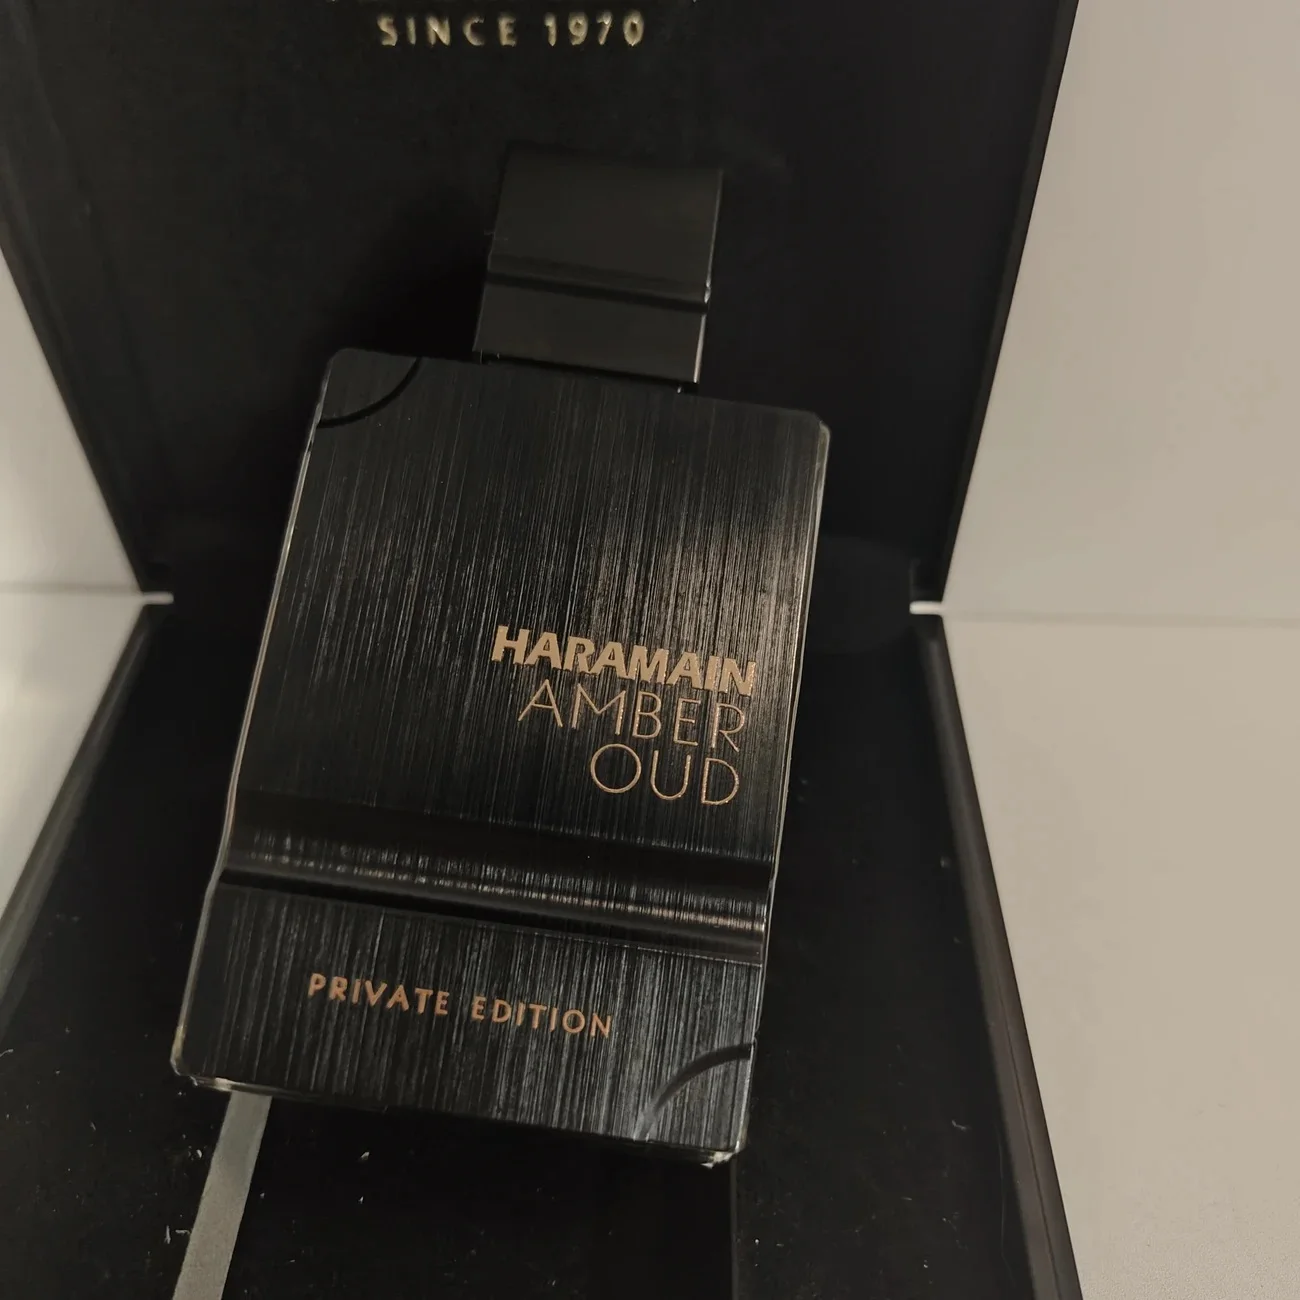 SINCE 1970
HARAMAIN
AMBER
OUD
PRIVATE EDITION